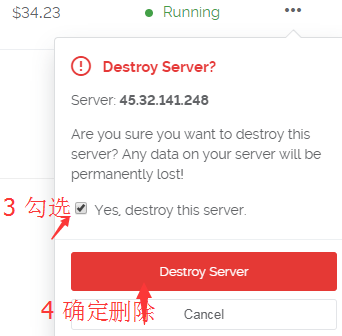 $34.23 Running •••
Destroy Server?
Server: 45.32.141.248
Are you sure you want to destroy this
server? Any data on your server will be
permanently lost!
3 勾选 Yes, destroy this server.
Destroy Server
4 确定删除
Cancel